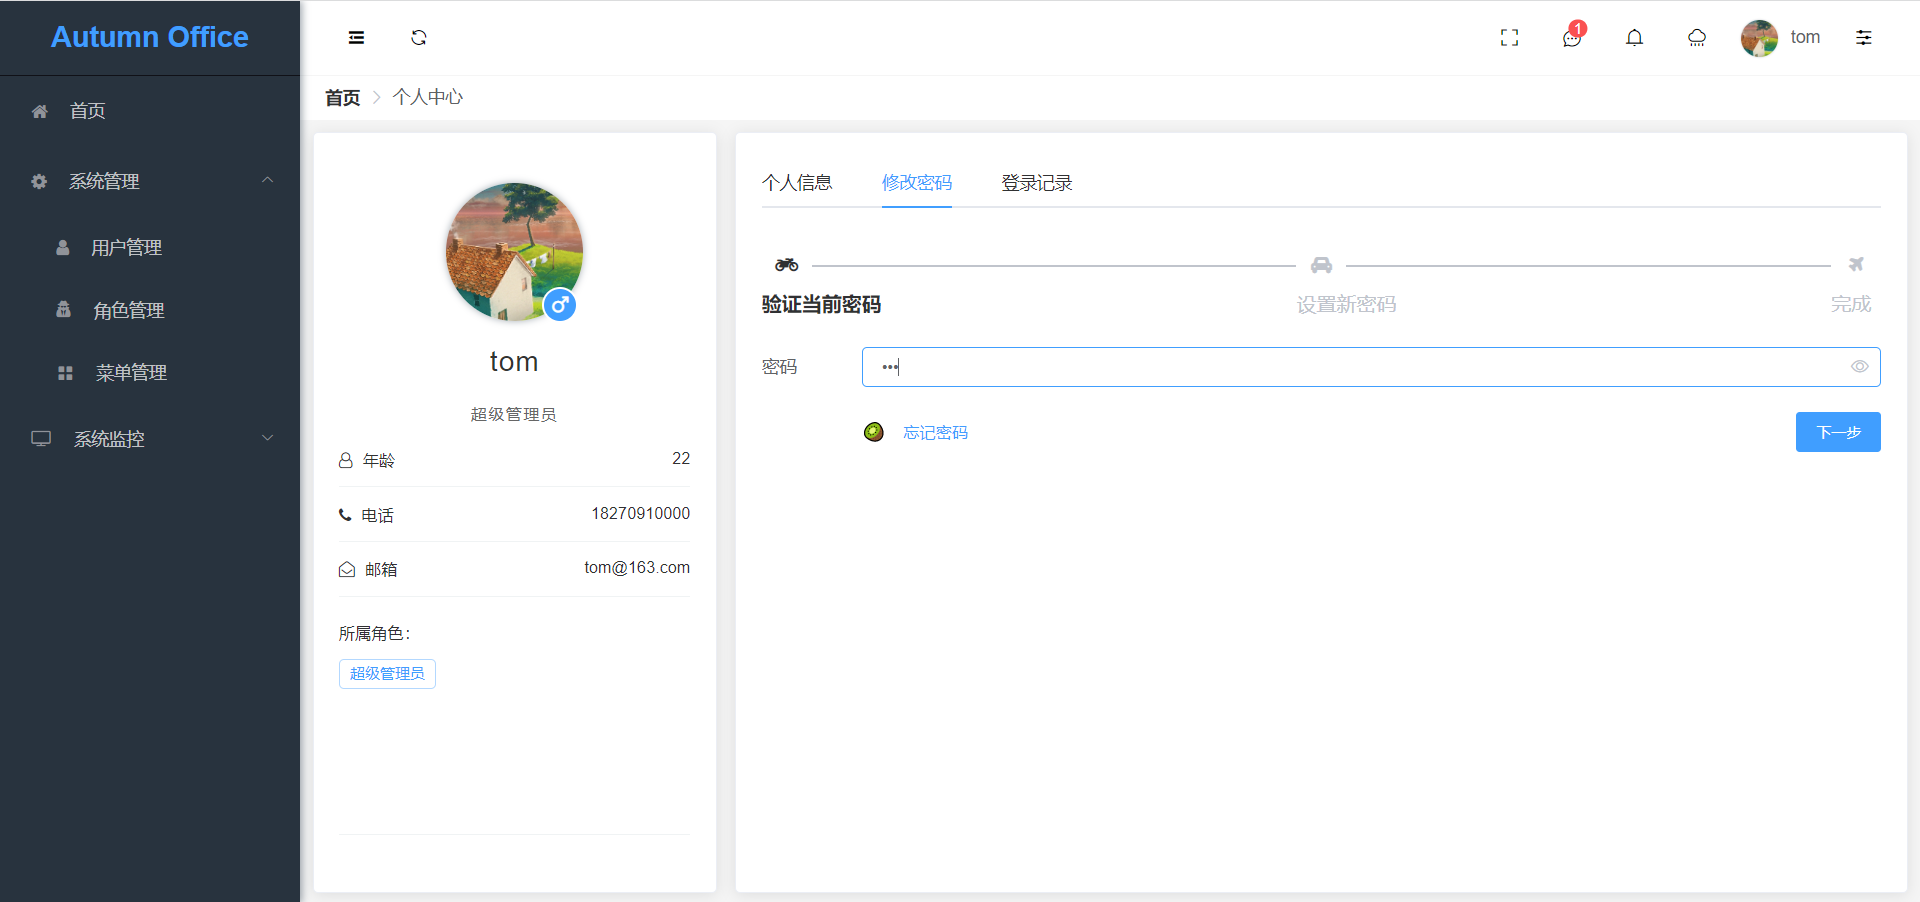 Autumn Office
首页
系统管理
用户管理
角色管理
菜单管理
系统监控
1
tom
首页
个人中心
tom
超级管理员
年龄
22
电话
18270910000
邮箱
tom@163.com
所属角色：
超级管理员
个人信息
修改密码
登录记录
验证当前密码
设置新密码
完成
密码
•••
忘记密码
下一步